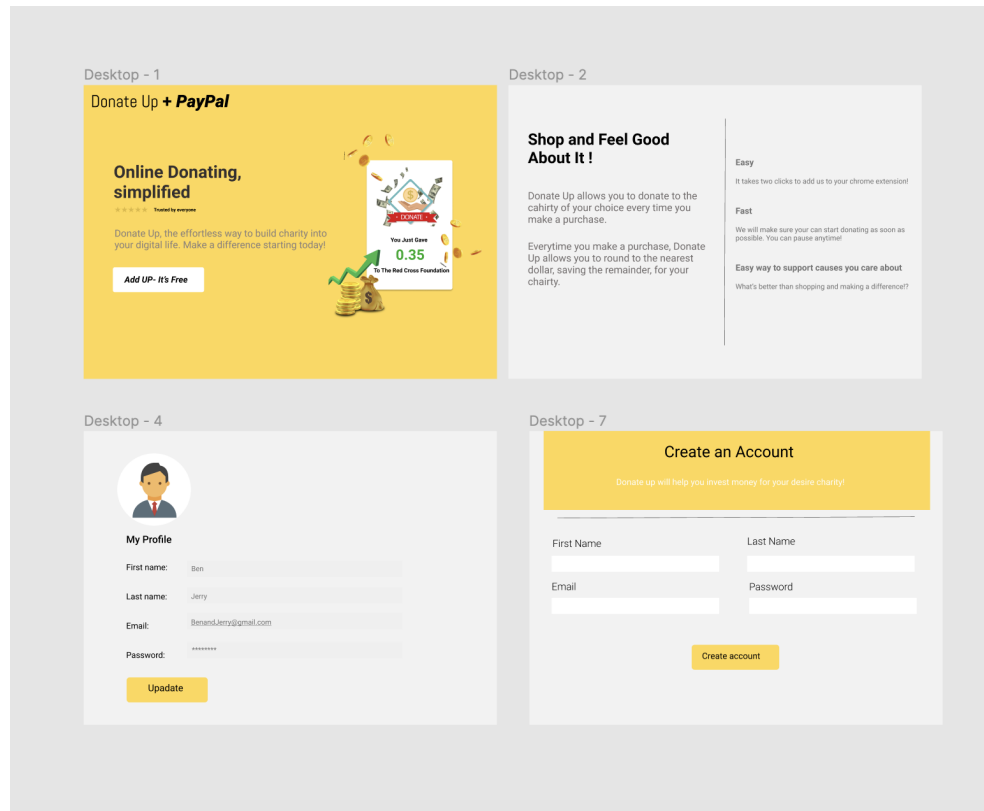 Desktop - 1
Donate Up + PayPal
Online Donating,
simplified
Trusted by everyone
Donate Up, the effortless way to build charity into
your digital life. Make a difference starting today!
Add UP- It's Free
DONATE
You Just Gave
0.35
To The Red Cross Foundation
$
Desktop - 2
Shop and Feel Good
About It !
Donate Up allows you to donate to the
cahirty of your choice every time you
make a purchase.
Everytime you make a purchase, Donate
Up allows you to round to the nearest
dollar, saving the remainder, for your
chairty.
Easy
It takes two clicks to add us to your chrome extension!
Fast
We will make sure your can start donating as soon as
possible. You can pause anytime!
Easy way to support causes you care about
What's better than shopping and making a difference!?
Desktop - 4
My Profile
First name: Ben
Last name: Jerry
Email: BenandJerry@gmail.com
Password: ********
Upadate
Desktop - 7
Create an Account
Donate up will help you invest money for your desire charity!
First Name Last Name
Email Password
Create account